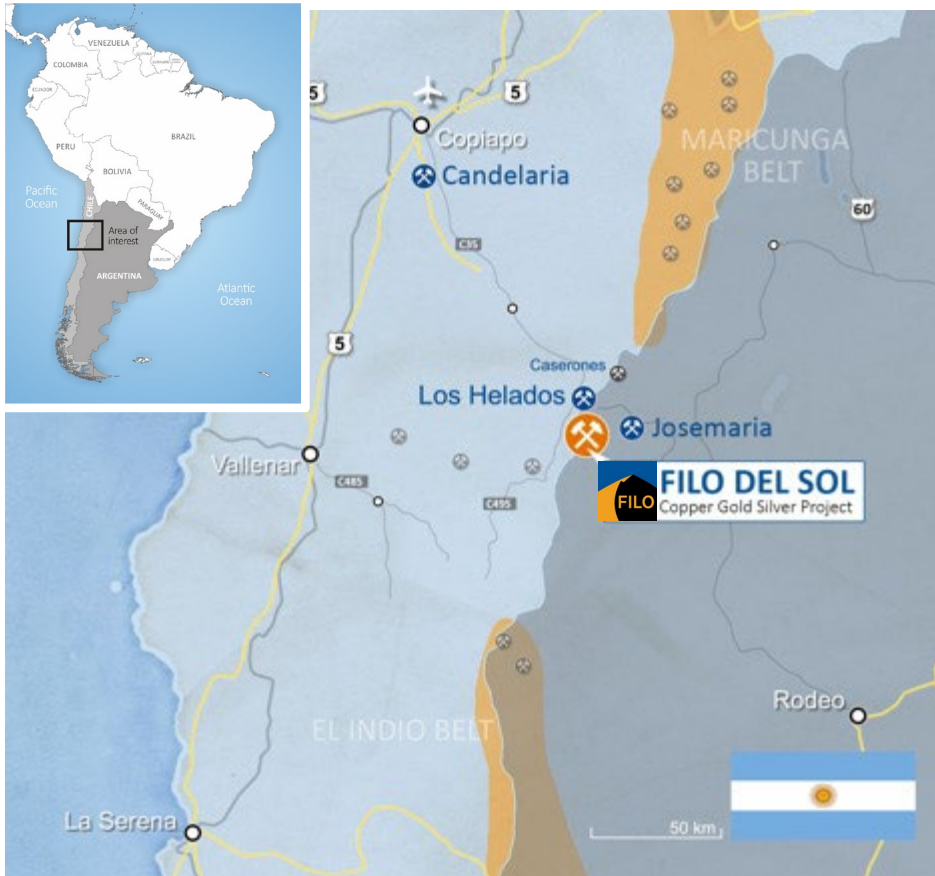 VENEZUELA
COLOMBIA
ECUADOR
BRAZIL
PERU
BOLIVIA
Pacific
Ocean
CHILE
PARAGUAY
Area of
interest
URUGUAY
ARGENTINA
Atlantic
Ocean
5
5
Copiapo
Candelaria
MARICUNGA
BELT
60
C35
5
Caserones
Los Helados
Josemaria
Vallenar
C485
C495
FILO
FILO DEL SOL
Copper Gold Silver Project
EL INDIO BELT
Rodeo
La Serena
50 km